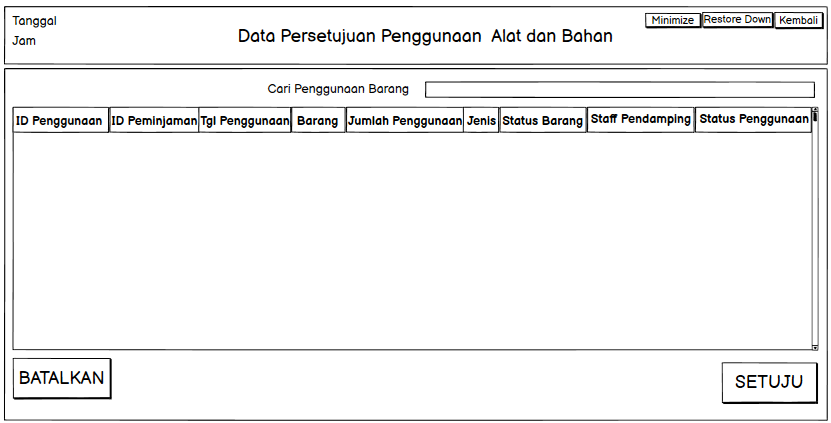 Tanggal
Jam
Data Persetujuan Penggunaan Alat dan Bahan
Minimize Restore Down Kembali
Cari Penggunaan Barang
ID Penggunaan ID Peminjaman Tgl Penggunaan Barang Jumlah Penggunaan Jenis Status Barang Staff Pendamping Status Penggunaan
BATALKAN
SETUJU